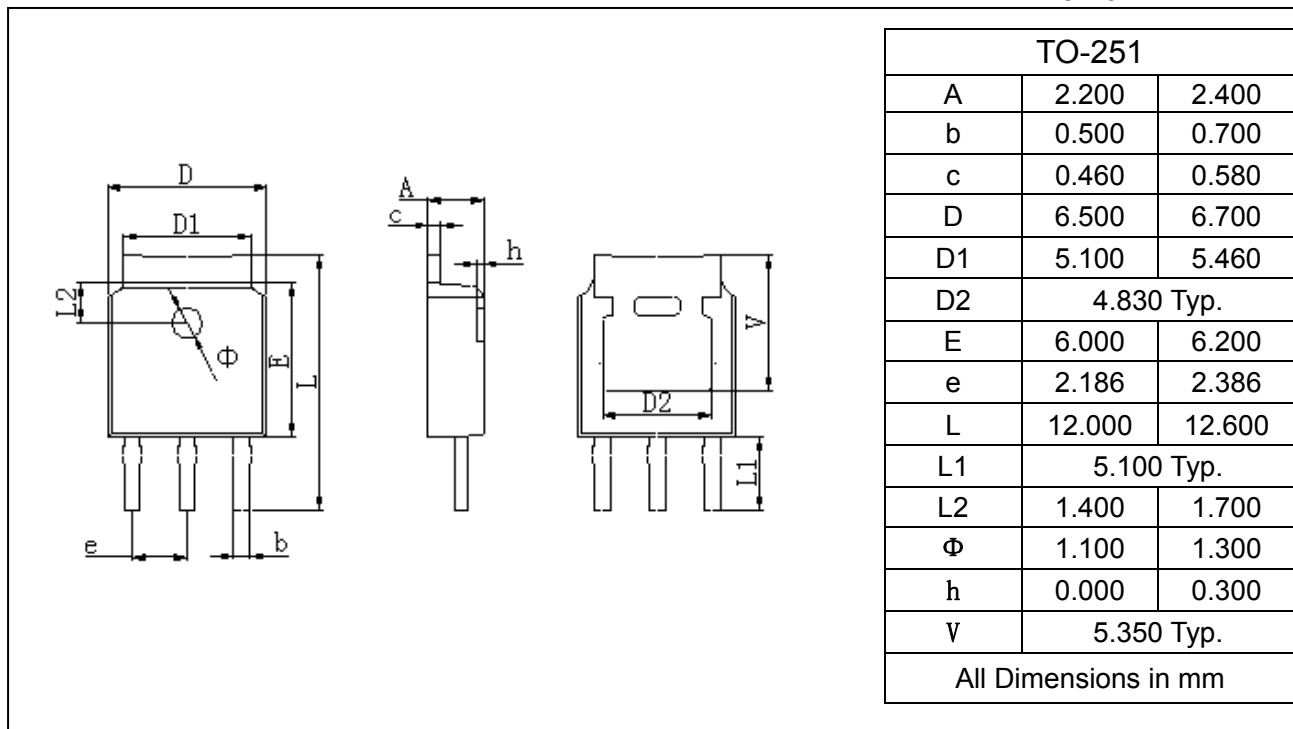 D
D1
L2
Φ
E
L
e
b
A
c
h
V
D2
L1
TO-251
A 2.200 2.400
b 0.500 0.700
c 0.460 0.580
D 6.500 6.700
D1 5.100 5.460
D2 4.830 Typ.
E 6.000 6.200
e 2.186 2.386
L 12.000 12.600
L1 5.100 Typ.
L2 1.400 1.700
Φ 1.100 1.300
h 0.000 0.300
V 5.350 Typ.
All Dimensions in mm